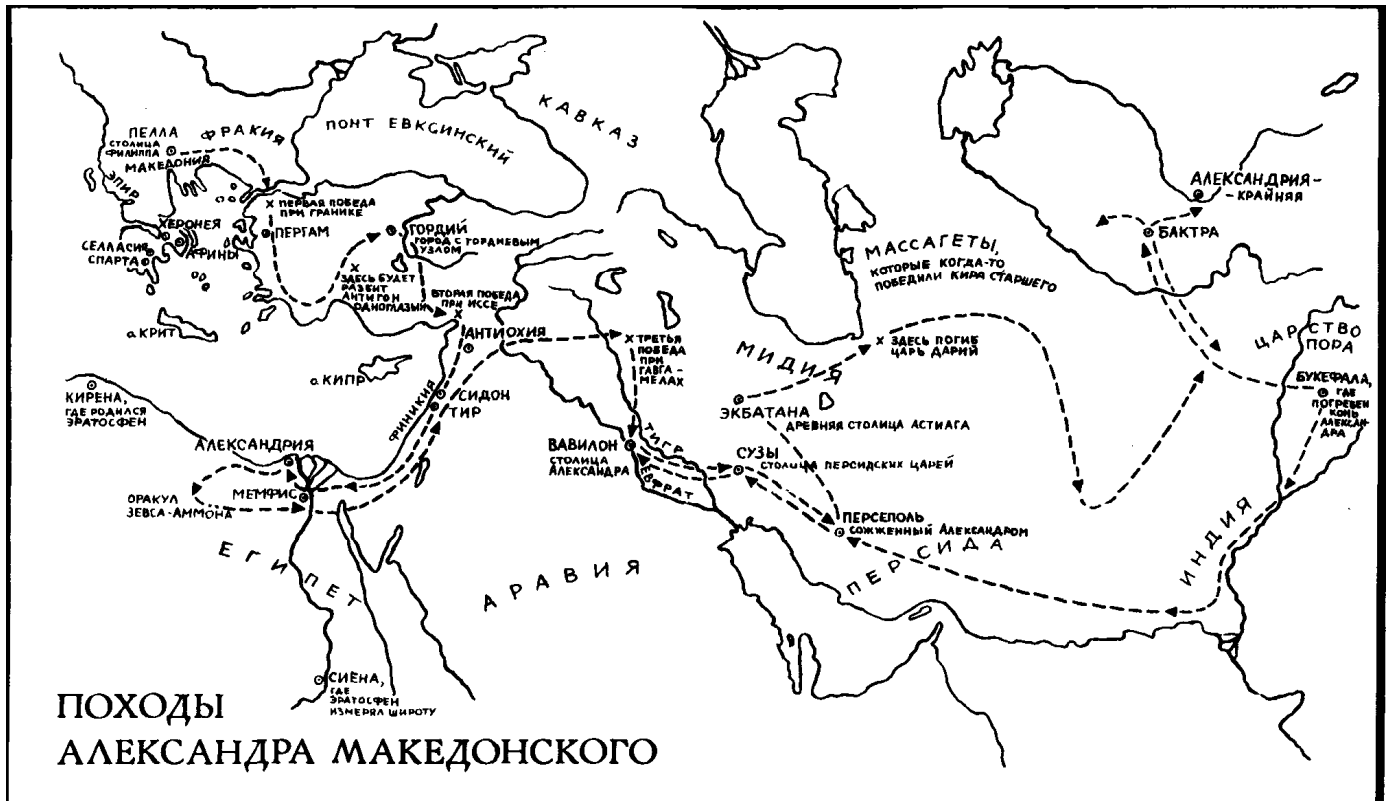 ПЕЛЛА
СТОЛИЦА
ФИЛИППА
МАКЕДОНИЯ
ФРАКИЯ
ПОНТ ЕВКСИНСКИЙ
КАВКАЗ
ЭПИР
× ПЕРВАЯ ПОБЕДА
ПРИ ГРАНИКЕ
ПЕРГАМ
ХЕРОНЕЯ
СЕЛЛАСИЯ
СПАРТА
АФИНЫ
ГОРДИЙ
ГОРОД С ГОРДИЕВЫМ
УЗЛОМ
×
ЗДЕСЬ БУДЕТ
РАЗБИТ
АНТИГОН
ОДНОГЛАЗЫЙ
ВТОРАЯ ПОБЕДА
ПРИ ИССЕ
×
о. КРИТ
о. КИПР
АНТИОХИЯ
ФИНИКИЯ
СИДОН
ТИР
КИРЕНА,
ГДЕ РОДИЛСЯ
ЭРАТОСФЕН
АЛЕКСАНДРИЯ
МЕМФИС
ОРАКУЛ
ЗЕВСА-АММОНА
ЕГИПЕТ
АРАВИЯ
СИЕНА,
ГДЕ
ЭРАТОСФЕН
ИЗМЕРЯЛ ШИРОТУ
× ТРЕТЬЯ
ПОБЕДА
ПРИ
ГАВГА-
МЕЛАХ
МИДИЯ
ЭКБАТАНА
ДРЕВНЯЯ СТОЛИЦА АСТИАГА
ВАВИЛОН
СТОЛИЦА
АЛЕКСАНДРА
ТИГР
ЕВФРАТ
СУЗЫ
СТОЛИЦА ПЕРСИДСКИХ ЦАРЕЙ
ПЕРСЕПОЛЬ
СОЖЖЕННЫЙ АЛЕКСАНДРОМ
ПЕРСИДА
МАССАГЕТЫ,
КОТОРЫЕ КОГДА-ТО
ПОБЕДИЛИ КИРА СТАРШЕГО
× ЗДЕСЬ ПОГИБ
ЦАРЬ ДАРИЙ
АЛЕКСАНДРИЯ-
-КРАЙНЯЯ
БАКТРА
ЦАРСТВО
ПОРА
БУКЕФАЛА,
ГДЕ
ПОГРЕБЕН
КОНЬ
АЛЕКСАН-
ДРА
ИНДИЯ
ПОХОДЫ
АЛЕКСАНДРА МАКЕДОНСКОГО